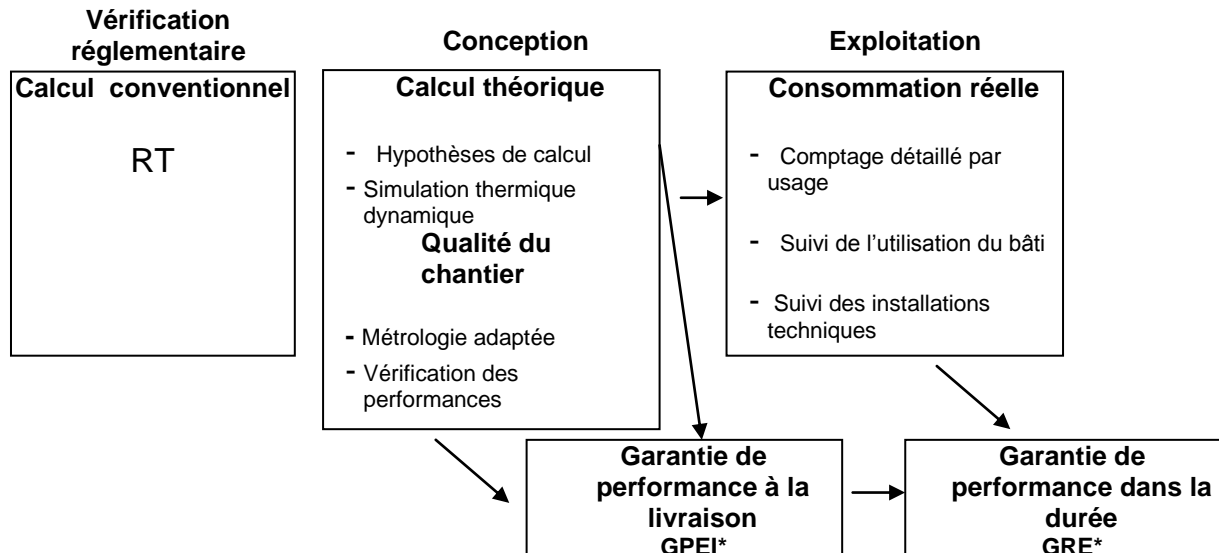 Vérification
réglementaire
Calcul conventionnel
RT
Conception
Calcul théorique
- Hypothèses de calcul
- Simulation thermique
dynamique
Qualité du
chantier
- Métrologie adaptée
- Vérification des
performances
Exploitation
Consommation réelle
- Comptage détaillé par
usage
- Suivi de l'utilisation du bâti
- Suivi des installations
techniques
Garantie de
performance à la
livraison
GPEI*
Garantie de
performance dans la
durée
GRE*